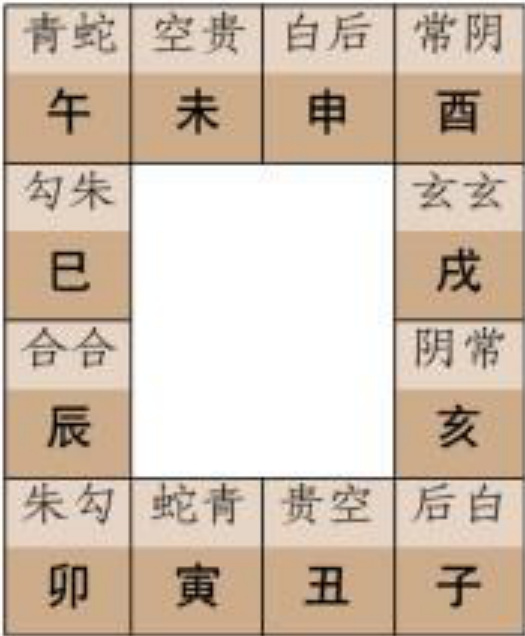 青蛇 空贵 白后 常阴
午 未 申 酉
勾朱 玄玄
巳 戌
合合 阴常
辰 亥
朱勾 蛇青 贵空 后白
卯 寅 丑 子